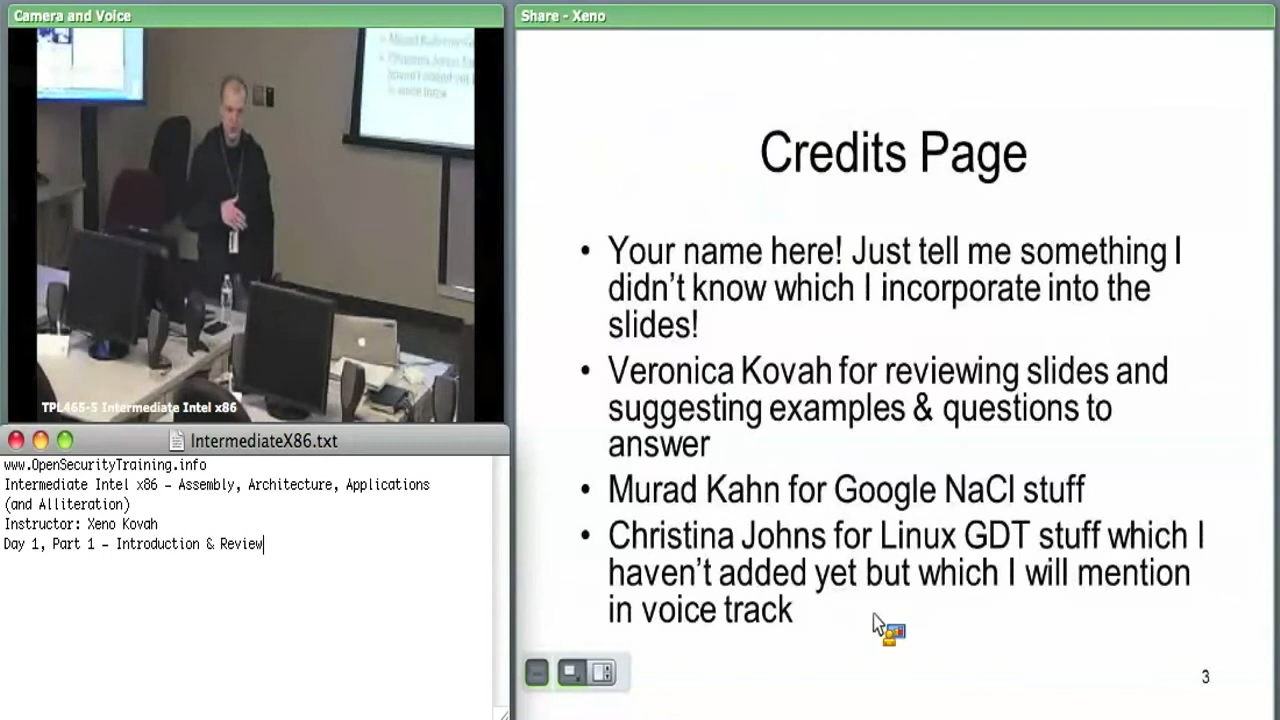 Camera and Voice
TPL465-5 Intermediate Intel x86
IntermediateX86.txt
www.OpenSecurityTraining.info
Intermediate Intel x86 – Assembly, Architecture, Applications
(and Alliteration)
Instructor: Xeno Kovah
Day 1, Part 1 – Introduction & Review
Share - Xeno
Credits Page
• Your name here! Just tell me something I
didn’t know which I incorporate into the
slides!
• Veronica Kovah for reviewing slides and
suggesting examples & questions to
answer
• Murad Kahn for Google NaCl stuff
• Christina Johns for Linux GDT stuff which I
haven’t added yet but which I will mention
in voice track
3